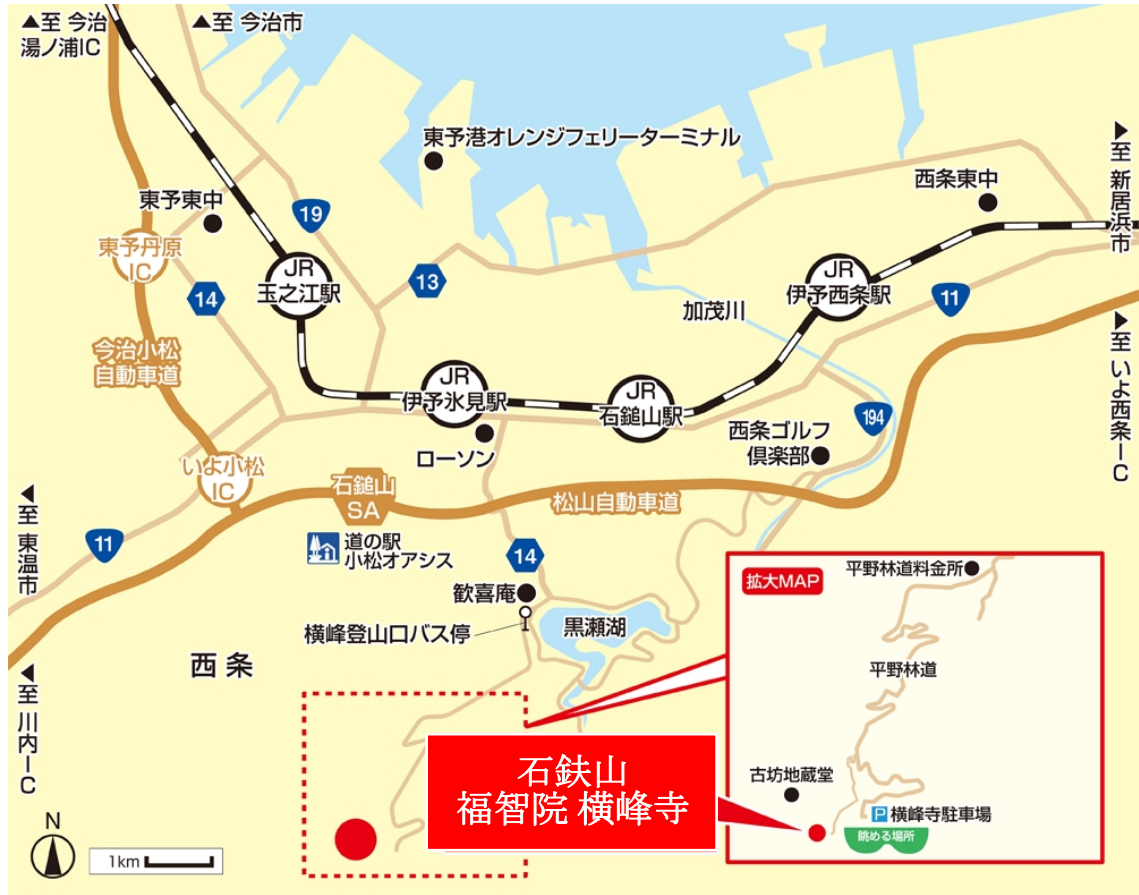 ▲至 今治
湯ノ浦IC
▲至 今治市
東予港オレンジフェリーターミナル
▲至 新居浜市
西条東中
東予東中
19
東予丹原
IC
JR
玉之江駅
13
JR
伊予西条駅
14
加茂川
11
今治小松
自動車道
▲至 いよ西条IC
JR
伊予氷見駅
JR
石鎚山駅
194
ローソン
西条ゴルフ
倶楽部
いよ小松
IC
石鎚山
SA
松山自動車道
▲至 東温市
11
道の駅
小松オアシス
14
歓喜庵
横峰登山口バス停
黒瀬湖
西条
▲至 川内IC
拡大MAP
平野林道料金所
平野林道
古坊地蔵堂
P 横峰寺駐車場
眺める場所
石鈇山
福智院 横峰寺
N
1km